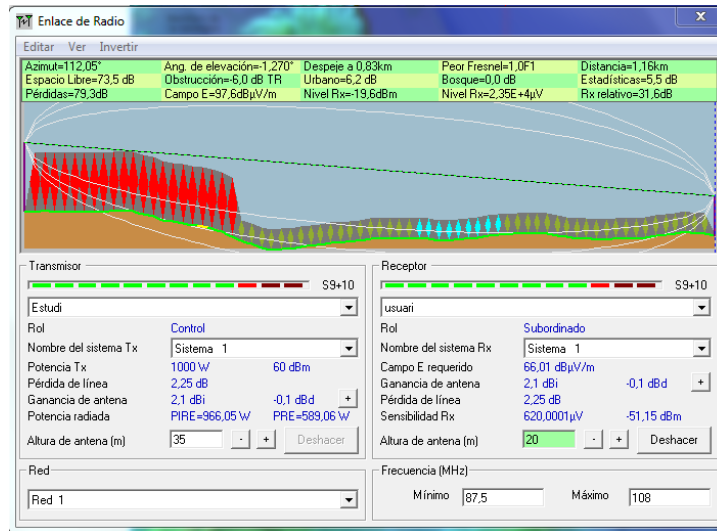 Enlace de Radio
Editar Ver Invertir
Azimut=112,05° Ang. de elevación=-1,270° Despeje a 0,83km Peor Fresnel=1,0F1 Distancia=1,16km
Espacio Libre=73,5 dB Obstrucción=-6,0 dB TR Urbano=6,2 dB Bosque=0,0 dB Estadísticas=5,5 dB
Pérdidas=79,3dB Campo E=97,6dBµV/m Nivel Rx=-19,6dBm Nivel Rx=2,35E+4µV Rx relativo=31,6dB
Transmisor
S9+10
Estudi
Rol Control
Nombre del sistema Tx Sistema 1
Potencia Tx 1000 W 60 dBm
Pérdida de línea 2,25 dB
Ganancia de antena 2,1 dBi -0,1 dBd +
Potencia radiada PIRE=966,05 W PRE=589,06 W
Altura de antena (m) 35 - + Deshacer
Red
Red 1
Receptor
S9+10
usuari
Rol Subordinado
Nombre del sistema Rx Sistema 1
Campo E requerido 66,01 dBµV/m
Ganancia de antena 2,1 dBi -0,1 dBd +
Pérdida de línea 2,25 dB
Sensibilidad Rx 620,0001µV -51,15 dBm
Altura de antena (m) 20 - + Deshacer
Frecuencia (MHz)
Mínimo 87,5 Máximo 108